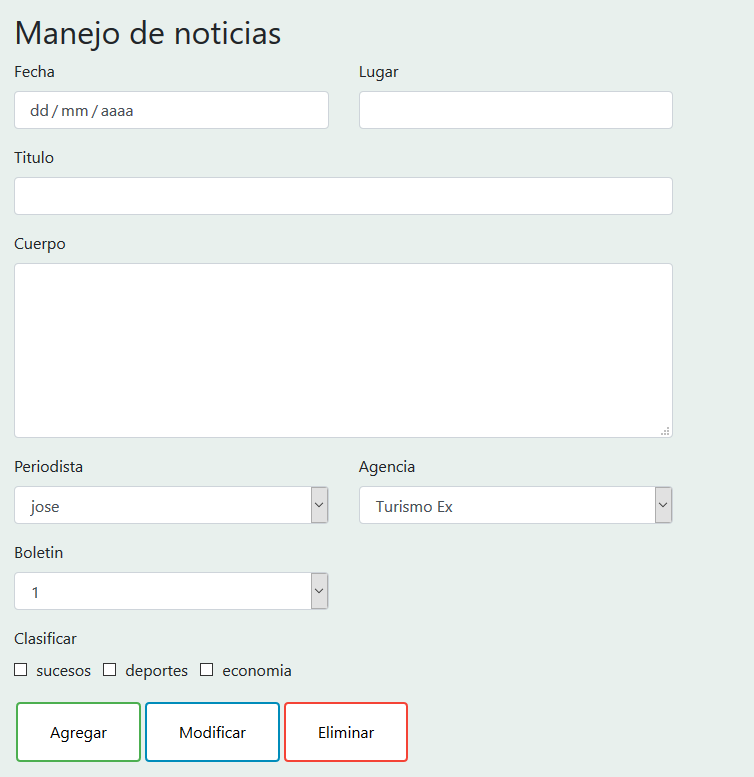 Manejo de noticias
Fecha Lugar
dd / mm / aaaa
Titulo
Cuerpo
Periodista Agencia
jose Turismo Ex
Boletin
1
Clasificar
sucesos deportes economia
Agregar Modificar Eliminar